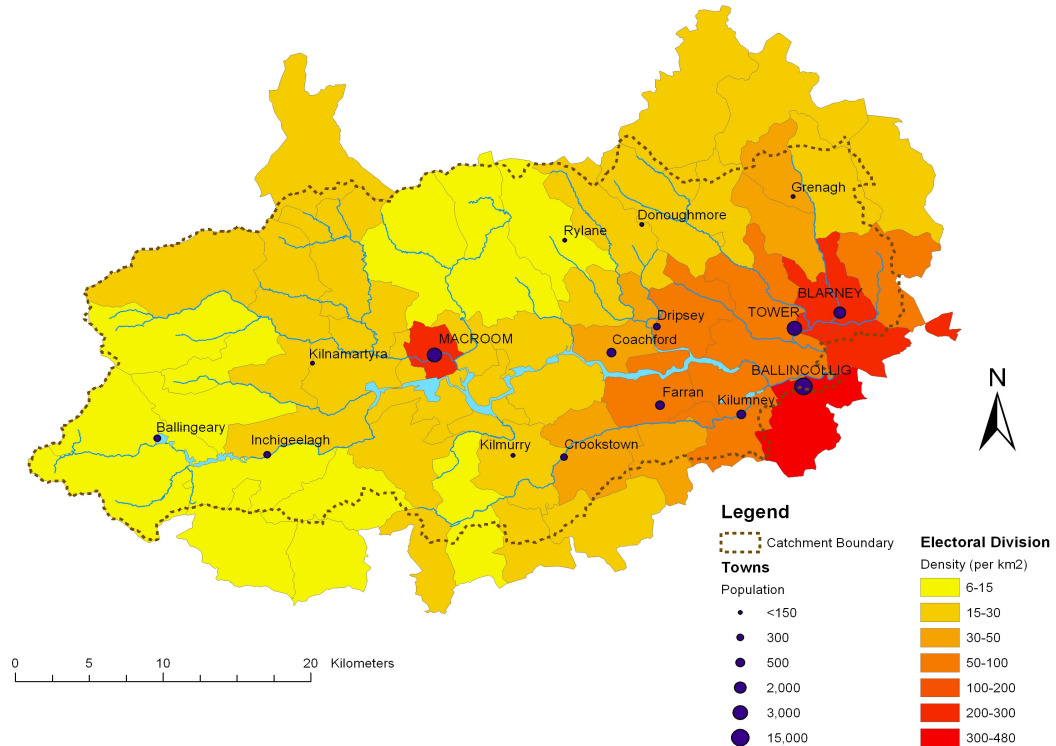 Grenagh
Donoughmore
Rylane
BLARNEY
Dripsey
TOWER
MACROOM
Coachford
Kilnamartyra
BALLINCOLLIG
N
Farran
Kilumney
Ballingeary
Inchigeelagh
Kilmurry
Crookstown
Legend
Catchment Boundary
Towns
Population
<150
300
500
2,000
3,000
15,000
Electoral Division
Density (per km2)
6-15
15-30
30-50
50-100
100-200
200-300
300-480
0 5 10 20 Kilometers